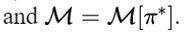 and ℳ = ℳ[π*].